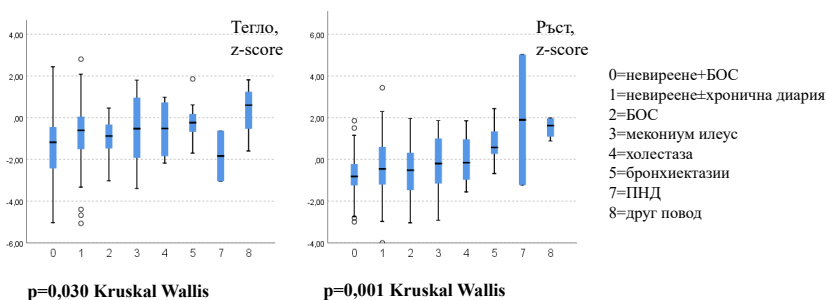 Тегло,
z-score
4,00
2,00
,00
-2,00
-4,00
-6,00
0 1 2 3 4 5 7 8
p=0,030 Kruskal Wallis
Ръст,
z-score
6,00
4,00
2,00
,00
-2,00
-4,00
0 1 2 3 4 5 7 8
p=0,001 Kruskal Wallis
0=невиреене+БОС
1=невиреене±хронична диария
2=БОС
3=мекониум илеус
4=холестаза
5=бронхиектазии
7=ПНД
8=друг повод